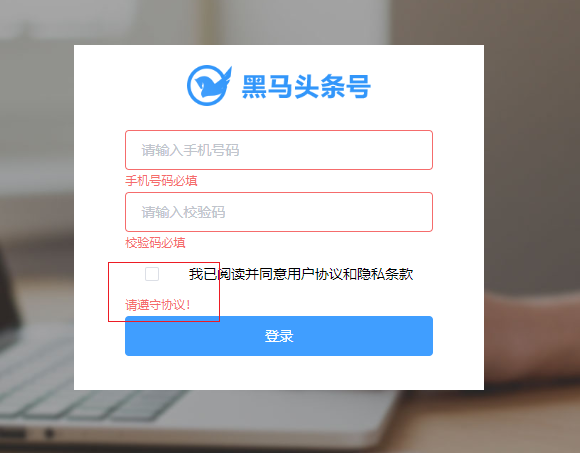 黑马头条号
请输入手机号码
手机号码必填
请输入校验码
校验码必填
我已阅读并同意用户协议和隐私条款
请遵守协议!
登录